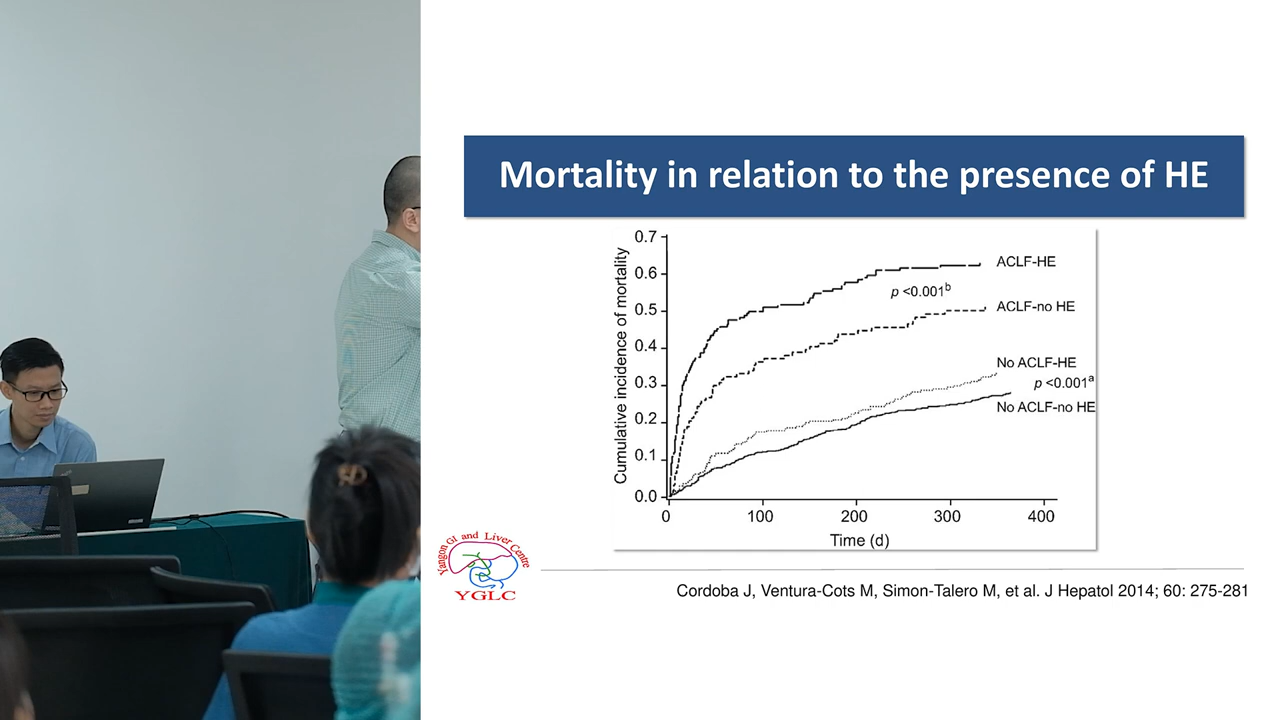 Mortality in relation to the presence of HE
Cumulative incidence of mortality
0.7
0.6
0.5
0.4
0.3
0.2
0.1
0.0
0
100
200
300
400
Time (d)
ACLF-HE
p <0.001b
ACLF-no HE
No ACLF-HE
p <0.001a
No ACLF-no HE
Yangon GI and Liver Centre
YGLC
Cordoba J, Ventura-Cots M, Simon-Talero M, et al. J Hepatol 2014; 60: 275-281